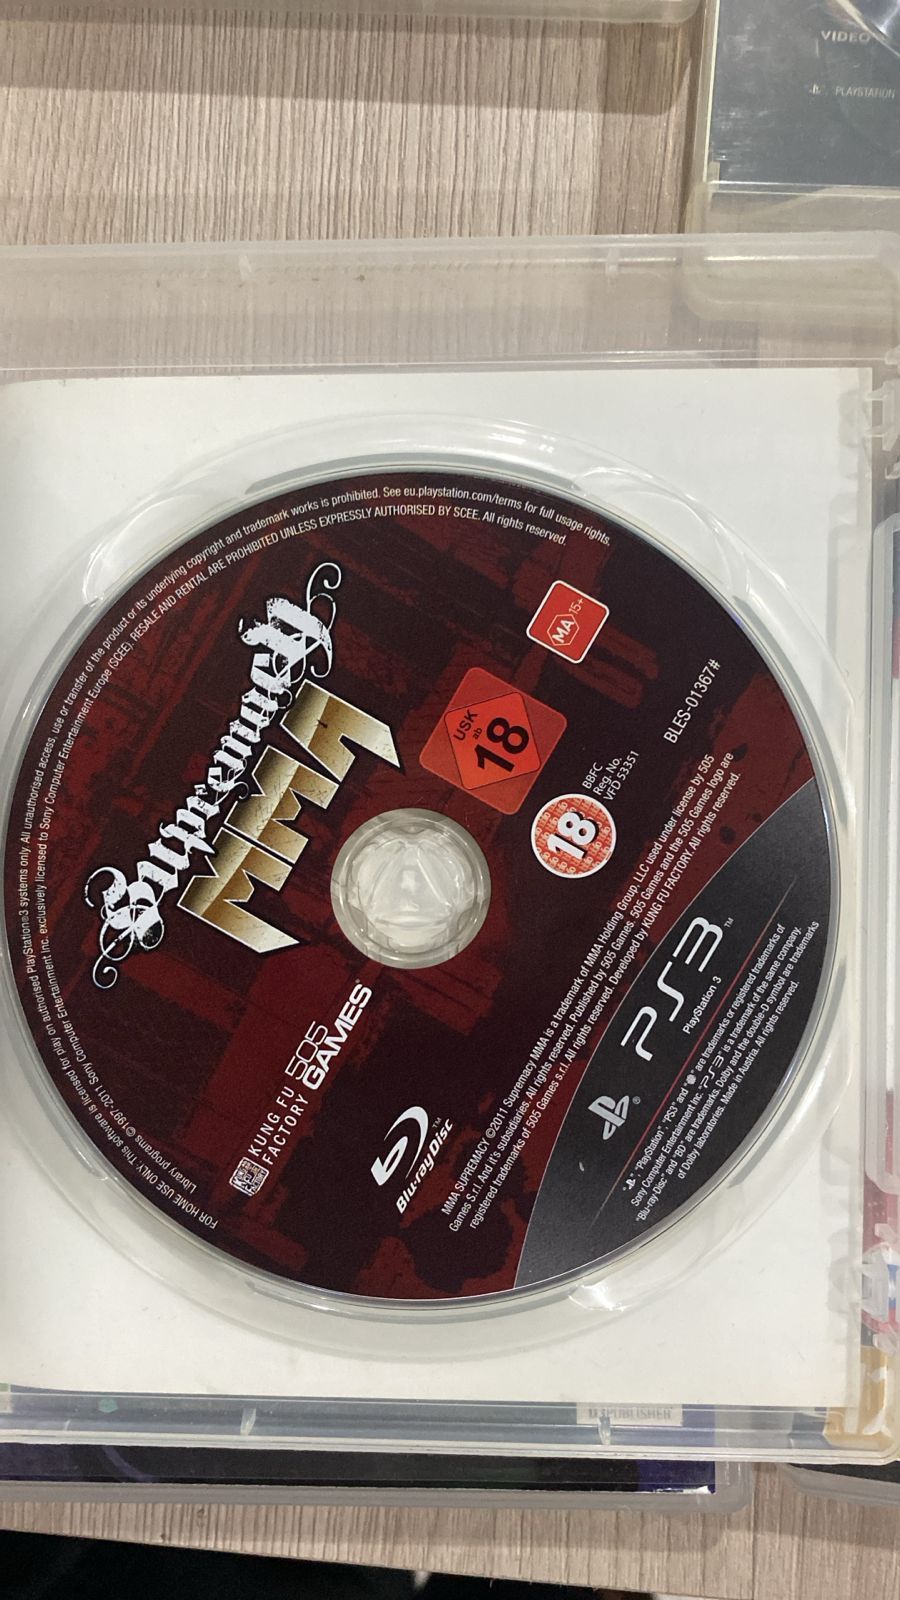 VIDEO
PLAYSTATION
FOR HOME USE ONLY: This software is licensed for play on authorised PlayStation®3 systems only. All unauthorised access, use or transfer of the product or its underlying copyright and trademark works is prohibited. See eu.playstation.com/terms for full usage rights.
Library programs ©1997-2011 Sony Computer Entertainment Inc. exclusively licensed to Sony Computer Entertainment Europe (SCEE). RESALE AND RENTAL ARE PROHIBITED UNLESS EXPRESSLY AUTHORISED BY SCEE. All rights reserved.
Supremacy
MMA
KUNG FU
FACTORY
505
GAMES
MA 15+
USK
ab
18
18
BBFC
Reg. No.
VFD 53351
BLES-01367#
Blu-ray Disc™
MMA SUPREMACY ©2011 Supremacy MMA is a trademark of MMA Holding Group, LLC used under license by 505
Games S.r.l And it's subsidiaries. All rights reserved. Published by 505 Games. 505 Games and the 505 Games logo are
registered trademarks of 505 Games s.r.l. All rights reserved. Developed by KUNG FU FACTORY. All rights reserved.
PS3™
PlayStation 3
"PlayStation", "PS3" and " " are trademarks or registered trademarks of
Sony Computer Entertainment Inc. "PS3" is a trademark of the same company.
"Blu-ray Disc" and "BD" are trademarks. Dolby and the double-D symbol are trademarks
of Dolby laboratories. Made in Austria. All rights reserved.
PUBLISHER